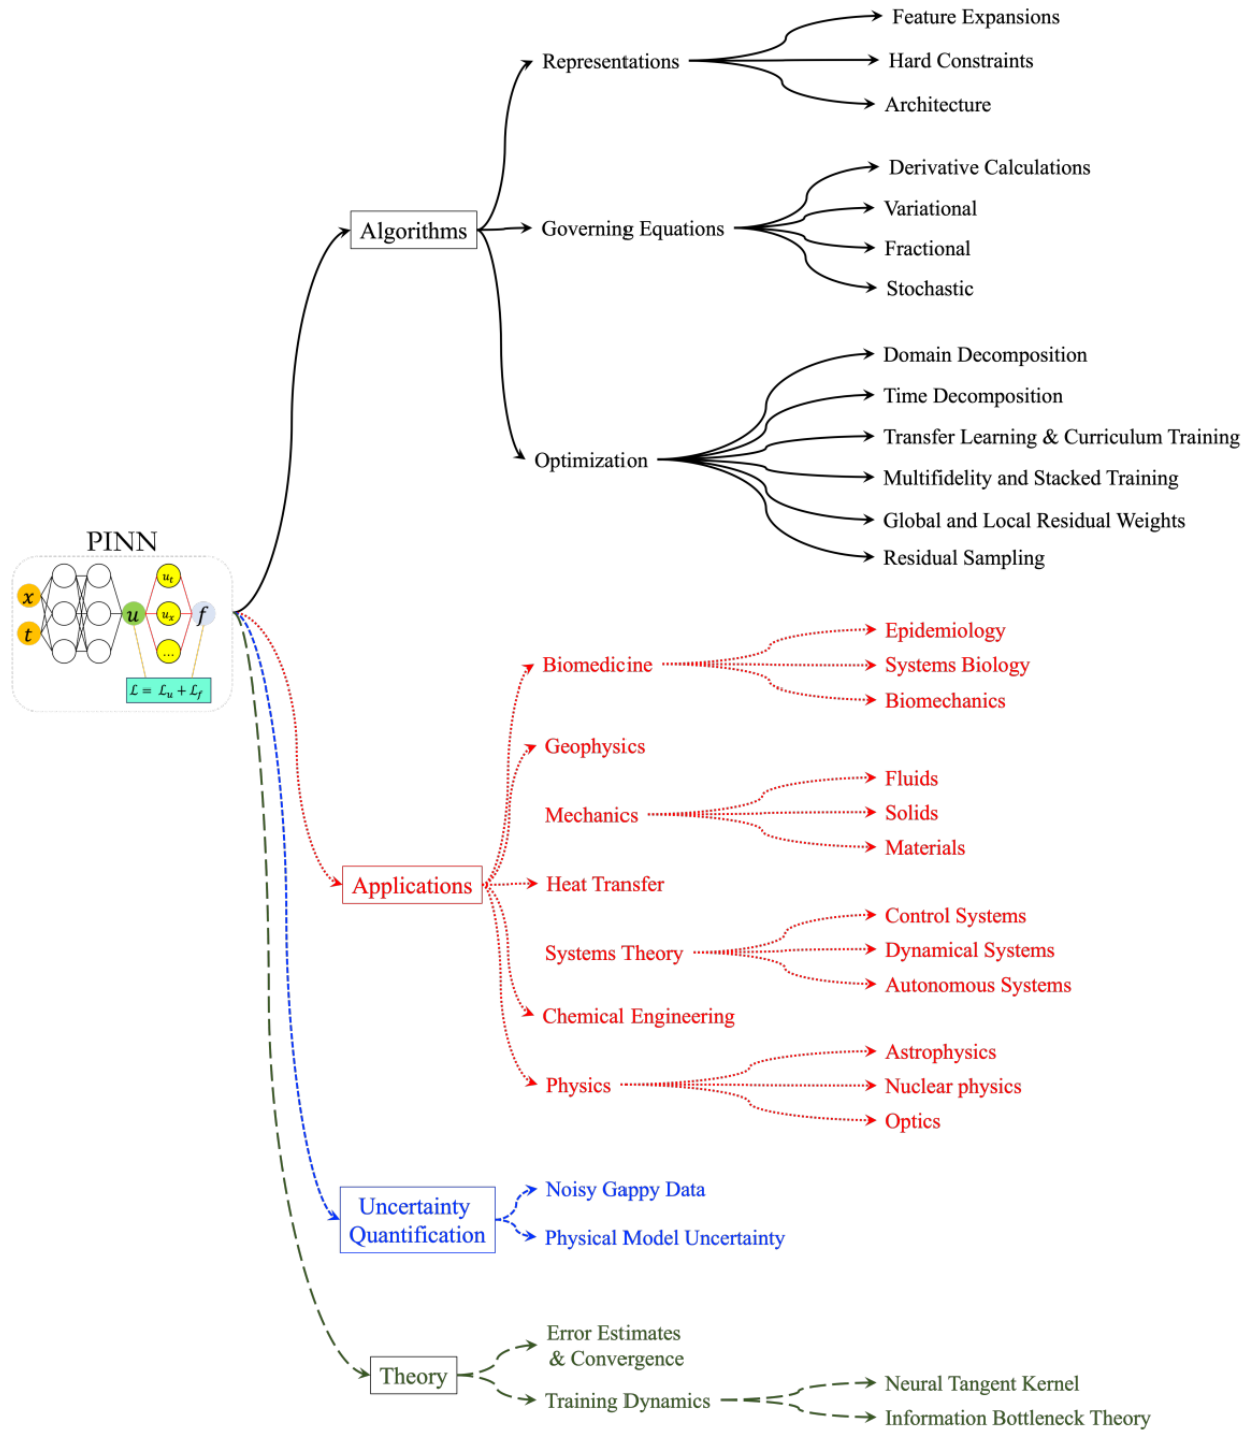 Feature Expansions
Representations
Hard Constraints
Architecture
Derivative Calculations
Algorithms
Governing Equations
Variational
Fractional
Stochastic
Domain Decomposition
Time Decomposition
Transfer Learning & Curriculum Training
Optimization
Multifidelity and Stacked Training
Global and Local Residual Weights
Residual Sampling
PINN
x
t
u
u_t
u_x
...
f
ℒ = ℒ_u + ℒ_f
Epidemiology
Biomedicine
Systems Biology
Biomechanics
Geophysics
Fluids
Mechanics
Solids
Materials
Applications
Heat Transfer
Control Systems
Systems Theory
Dynamical Systems
Autonomous Systems
Chemical Engineering
Astrophysics
Physics
Nuclear physics
Optics
Uncertainty
Quantification
Noisy Gappy Data
Physical Model Uncertainty
Theory
Error Estimates
& Convergence
Training Dynamics
Neural Tangent Kernel
Information Bottleneck Theory